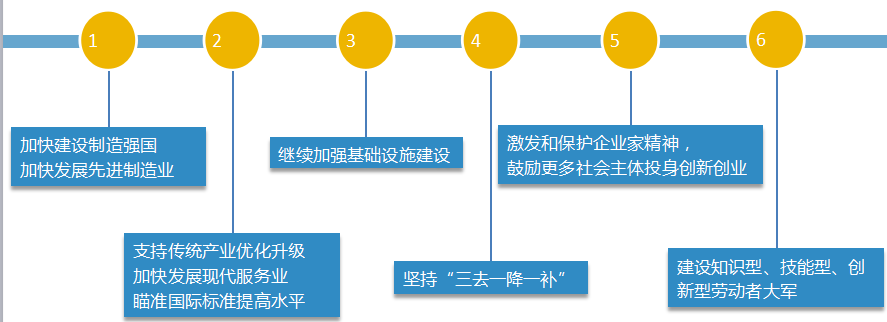 1
加快建设制造强国
加快发展先进制造业
2
支持传统产业优化升级
加快发展现代服务业
瞄准国际标准提高水平
3
继续加强基础设施建设
4
坚持“三去一降一补”
5
激发和保护企业家精神，
鼓励更多社会主体投身创新创业
6
建设知识型、技能型、创
新型劳动者大军